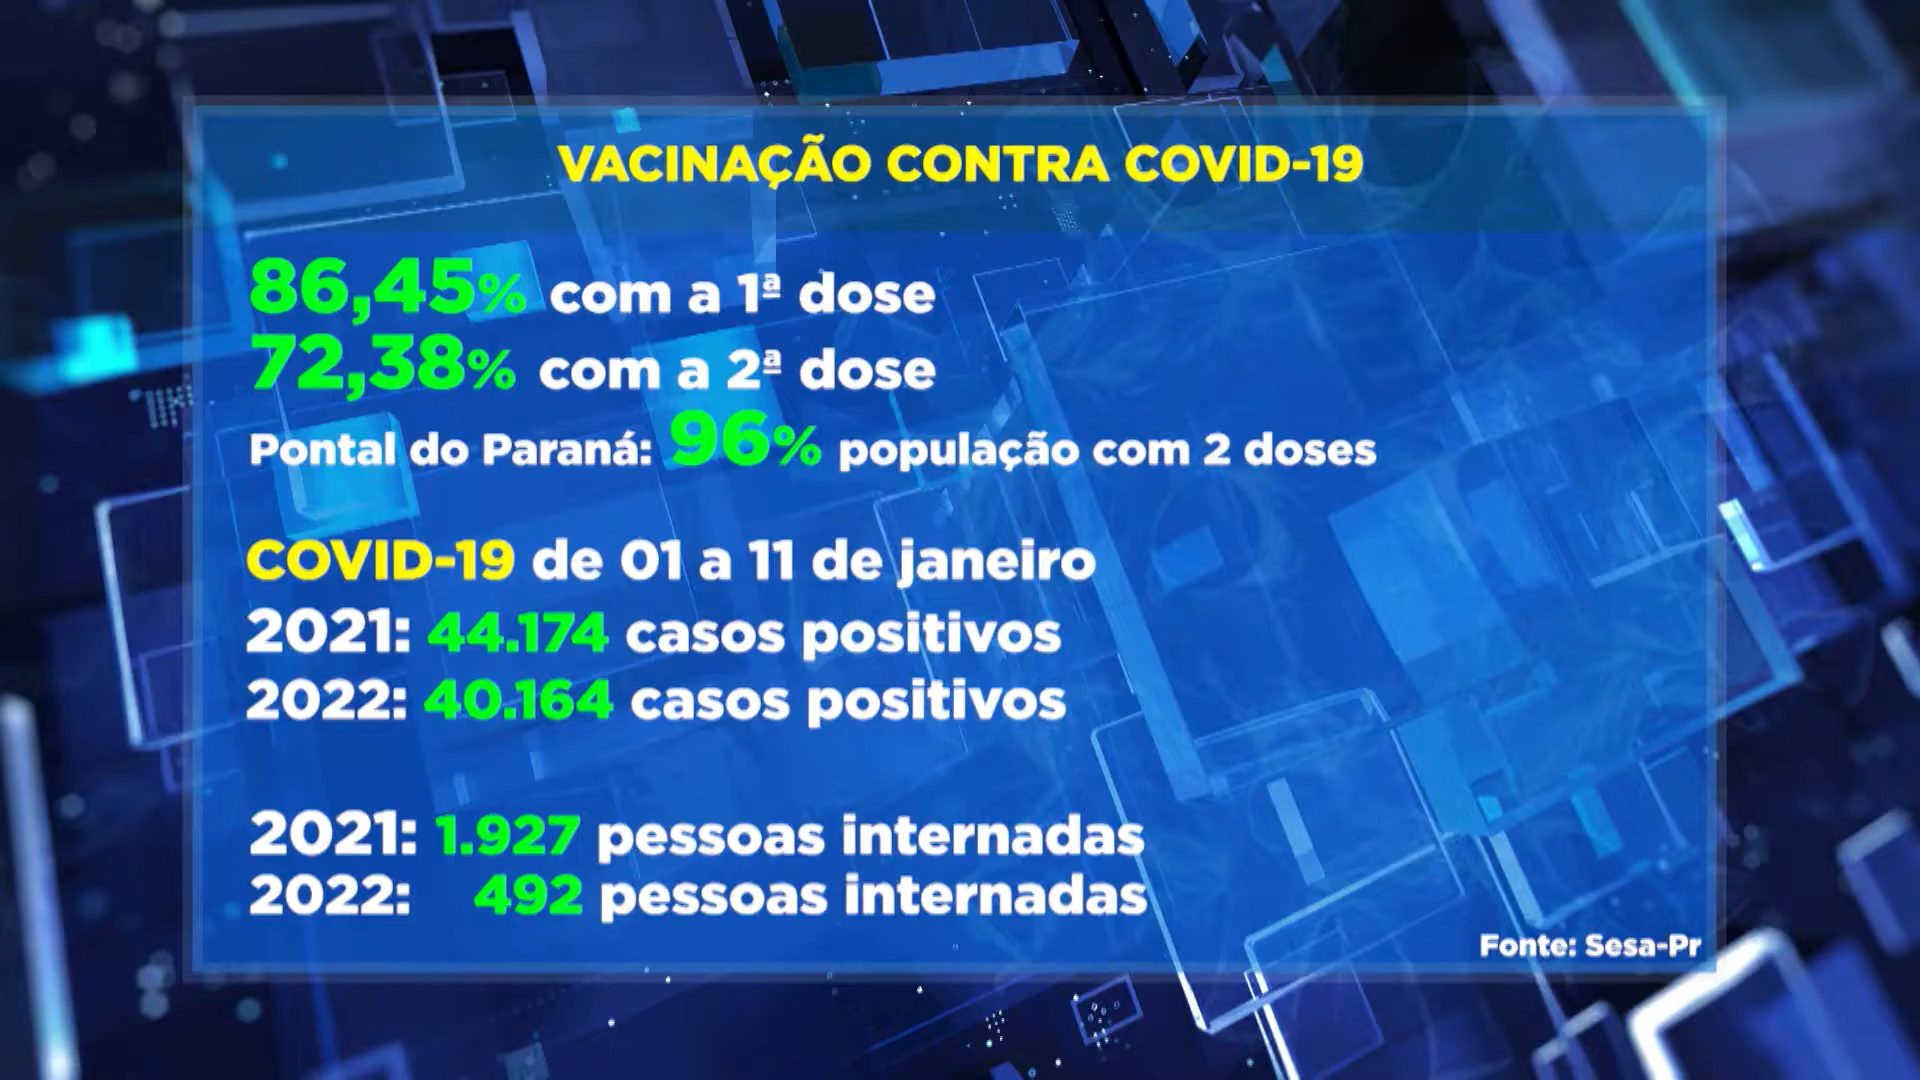 VACINAÇÃO CONTRA COVID-19
86,45% com a 1ª dose
72,38% com a 2ª dose
Pontal do Paraná: 96% população com 2 doses
COVID-19 de 01 a 11 de janeiro
2021: 44.174 casos positivos
2022: 40.164 casos positivos
2021: 1.927 pessoas internadas
2022: 492 pessoas internadas
Fonte: Sesa-Pr